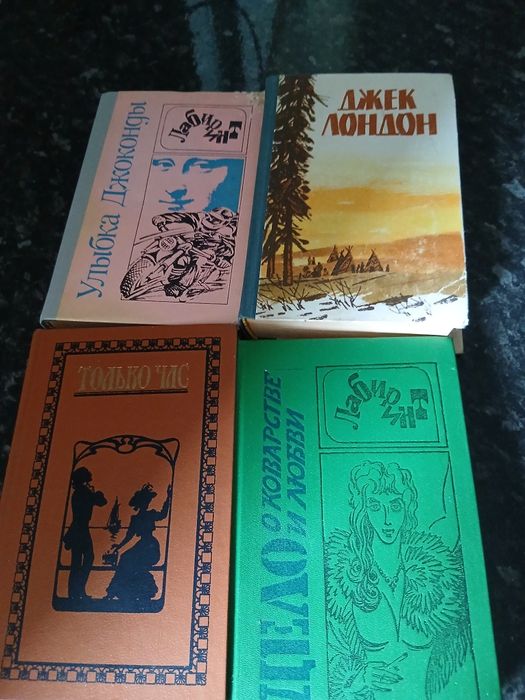 Улыбка Джоконды
Лабиринт
ДЖЕК
ЛОНДОН
ТОЛЬКО ЧАС
ДЕЛО
О КОВАРСТВЕ
И ЛЮБВИ
Лабиринт